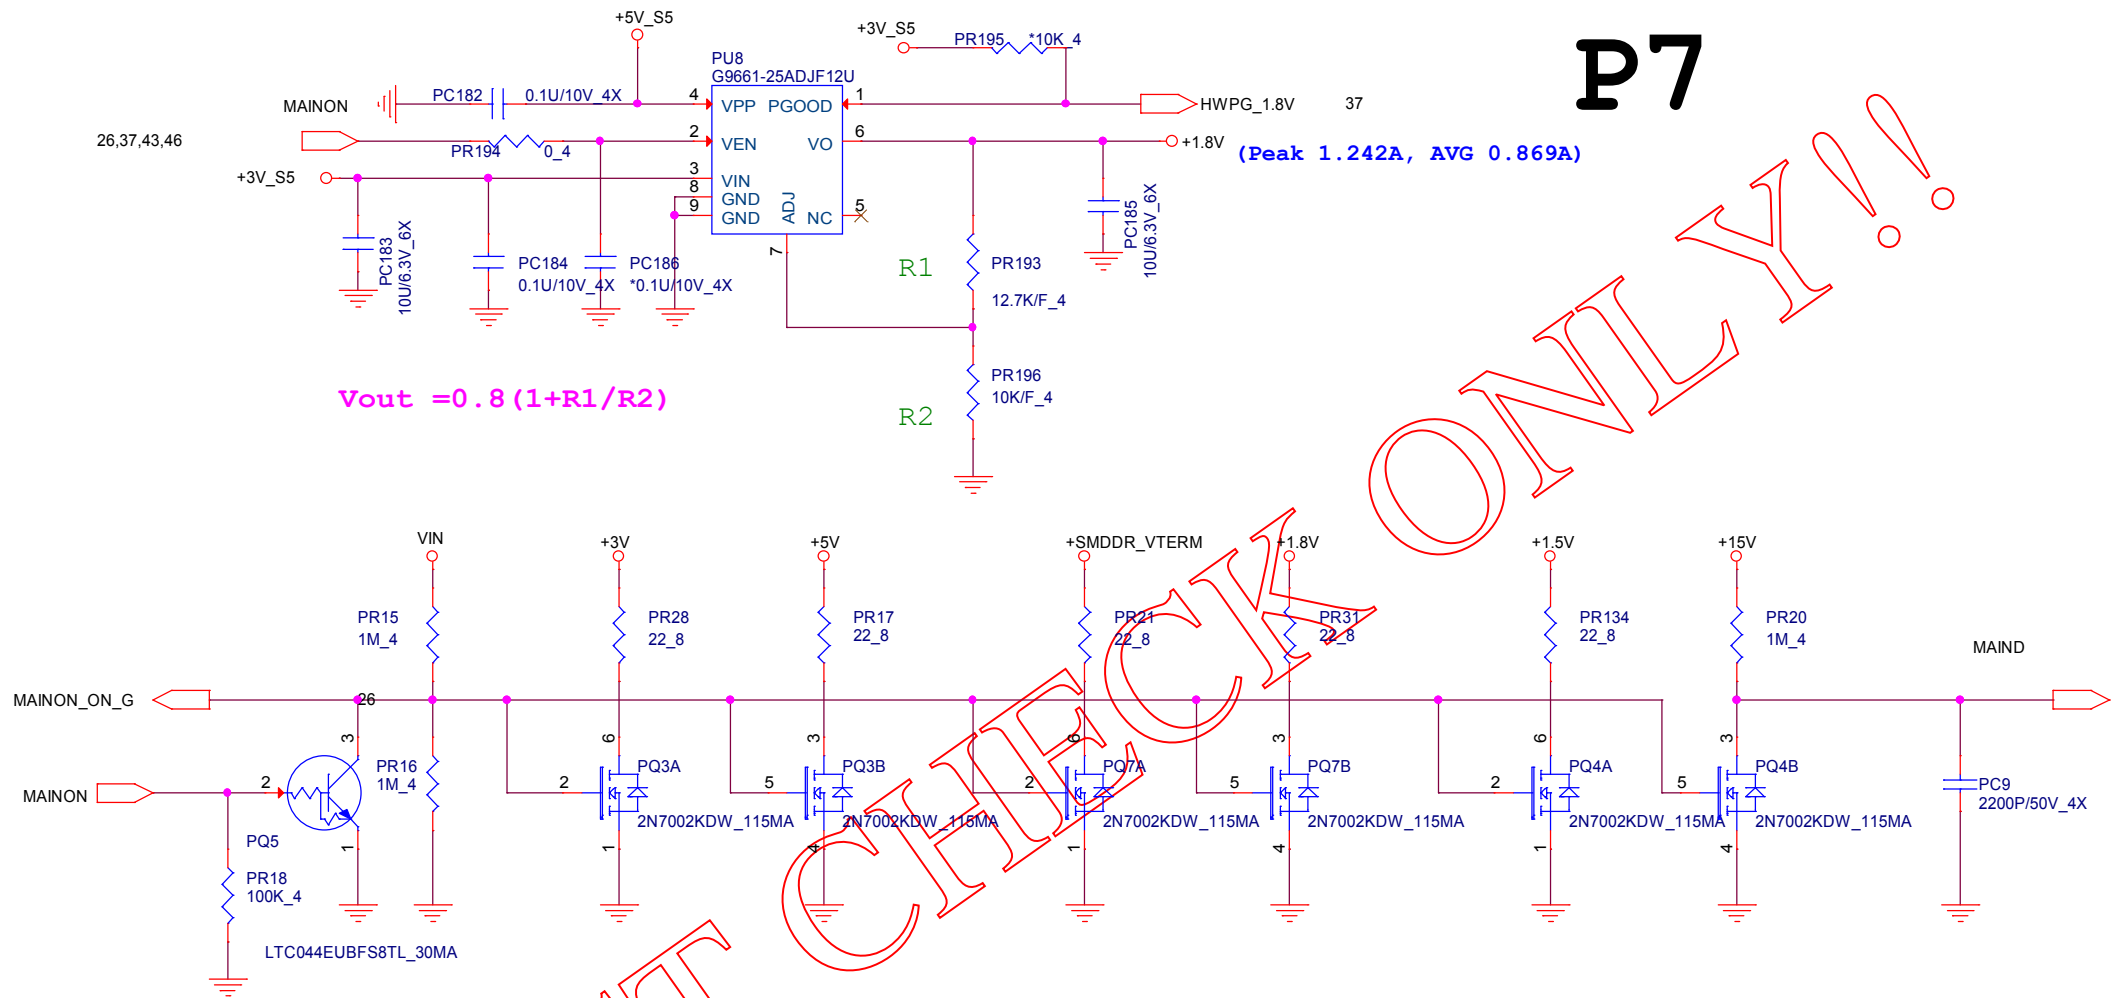 +5V_S5
+3V_S5
PR195
*10K_4
P7
PU8
G9661-25ADJF12U
MAINON
PC182
0.1U/10V_4X
4
VPP
PGOOD
1
HWPG_1.8V
37
26,37,43,46
PR194
0_4
2
VEN
VO
6
+1.8V
(Peak 1.242A, AVG 0.869A)
+3V_S5
3
VIN
8
GND
9
GND
ADJ
NC
5
7
PC183
10U/6.3V_6X
PC184
0.1U/10V_4X
PC186
*0.1U/10V_4X
PC185
10U/6.3V_6X
R1
PR193
12.7K/F_4
Vout =0.8(1+R1/R2)
R2
PR196
10K/F_4
VIN
+3V
+5V
+SMDDR_VTERM
+1.8V
+1.5V
+15V
PR15
1M_4
PR28
22_8
PR17
22_8
PR21
22_8
PR31
22_8
PR134
22_8
PR20
1M_4
MAIND
MAINON_ON_G
26
MAINON
2
3
1
PQ5
PR18
100K_4
LTC044EUBFS8TL_30MA
PR16
1M_4
2
6
1
PQ3A
2N7002KDW_115MA
5
3
4
PQ3B
2N7002KDW_115MA
2
6
1
PQ7A
2N7002KDW_115MA
5
3
4
PQ7B
2N7002KDW_115MA
2
6
1
PQ4A
2N7002KDW_115MA
5
3
4
PQ4B
2N7002KDW_115MA
PC9
2200P/50V_4X
T CHECK ONLY!!